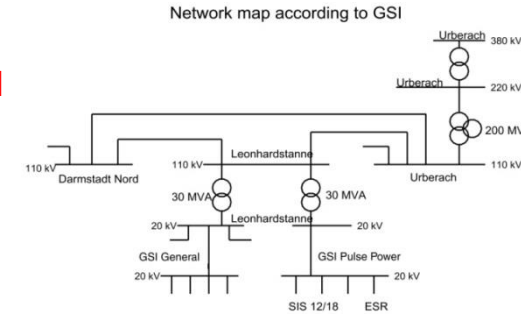 Network map according to GSI
Urberach 380 kV
Urberach 220 kV
200 MV
110 kV Darmstadt Nord
110 kV Leonhardstanne
Urberach 110 kV
30 MVA
30 MVA
Leonhardstanne
20 kV
20 kV
GSI General
GSI Pulse Power
20 kV
20 kV
SIS 12/18 ESR